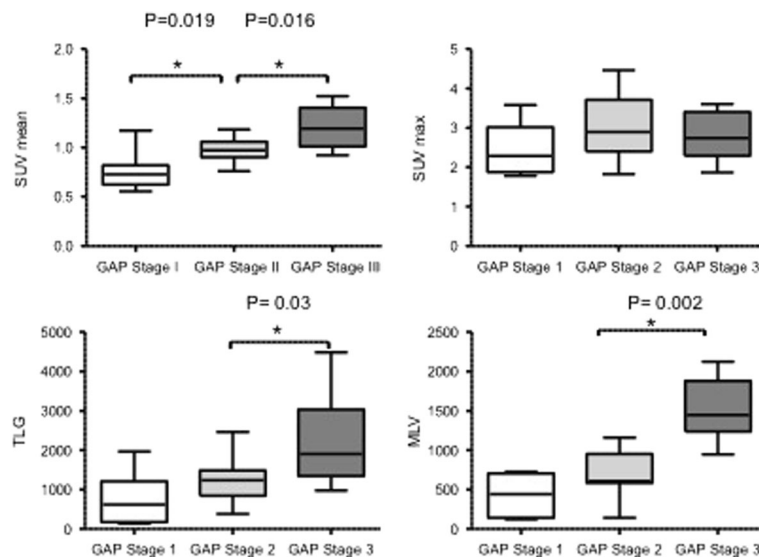 P=0.019 P=0.016
2.0
1.5
1.0
0.5
0.0
SUV mean
* *
GAP Stage I GAP Stage II GAP Stage III
5
4
3
2
1
0
SUV max
GAP Stage 1 GAP Stage 2 GAP Stage 3
P= 0.03
5000
4000
3000
2000
1000
0
TLG
*
GAP Stage 1 GAP Stage 2 GAP Stage 3
P= 0.002
2500
2000
1500
1000
500
0
MLV
*
GAP Stage 1 GAP Stage 2 GAP Stage 3